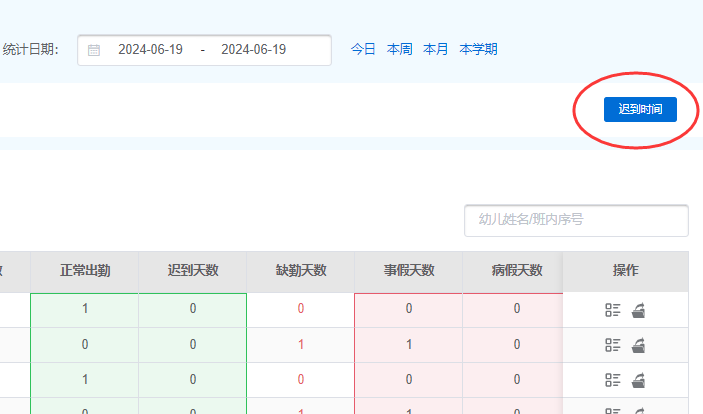 统计日期： 2024-06-19 - 2024-06-19 今日 本周 本月 本学期
迟到时间
幼儿姓名/班内序号
正常出勤 迟到天数 缺勤天数 事假天数 病假天数 操作
1 0 0 0 0
0 0 1 1 0
1 0 0 0 0
0 0 1 1 0